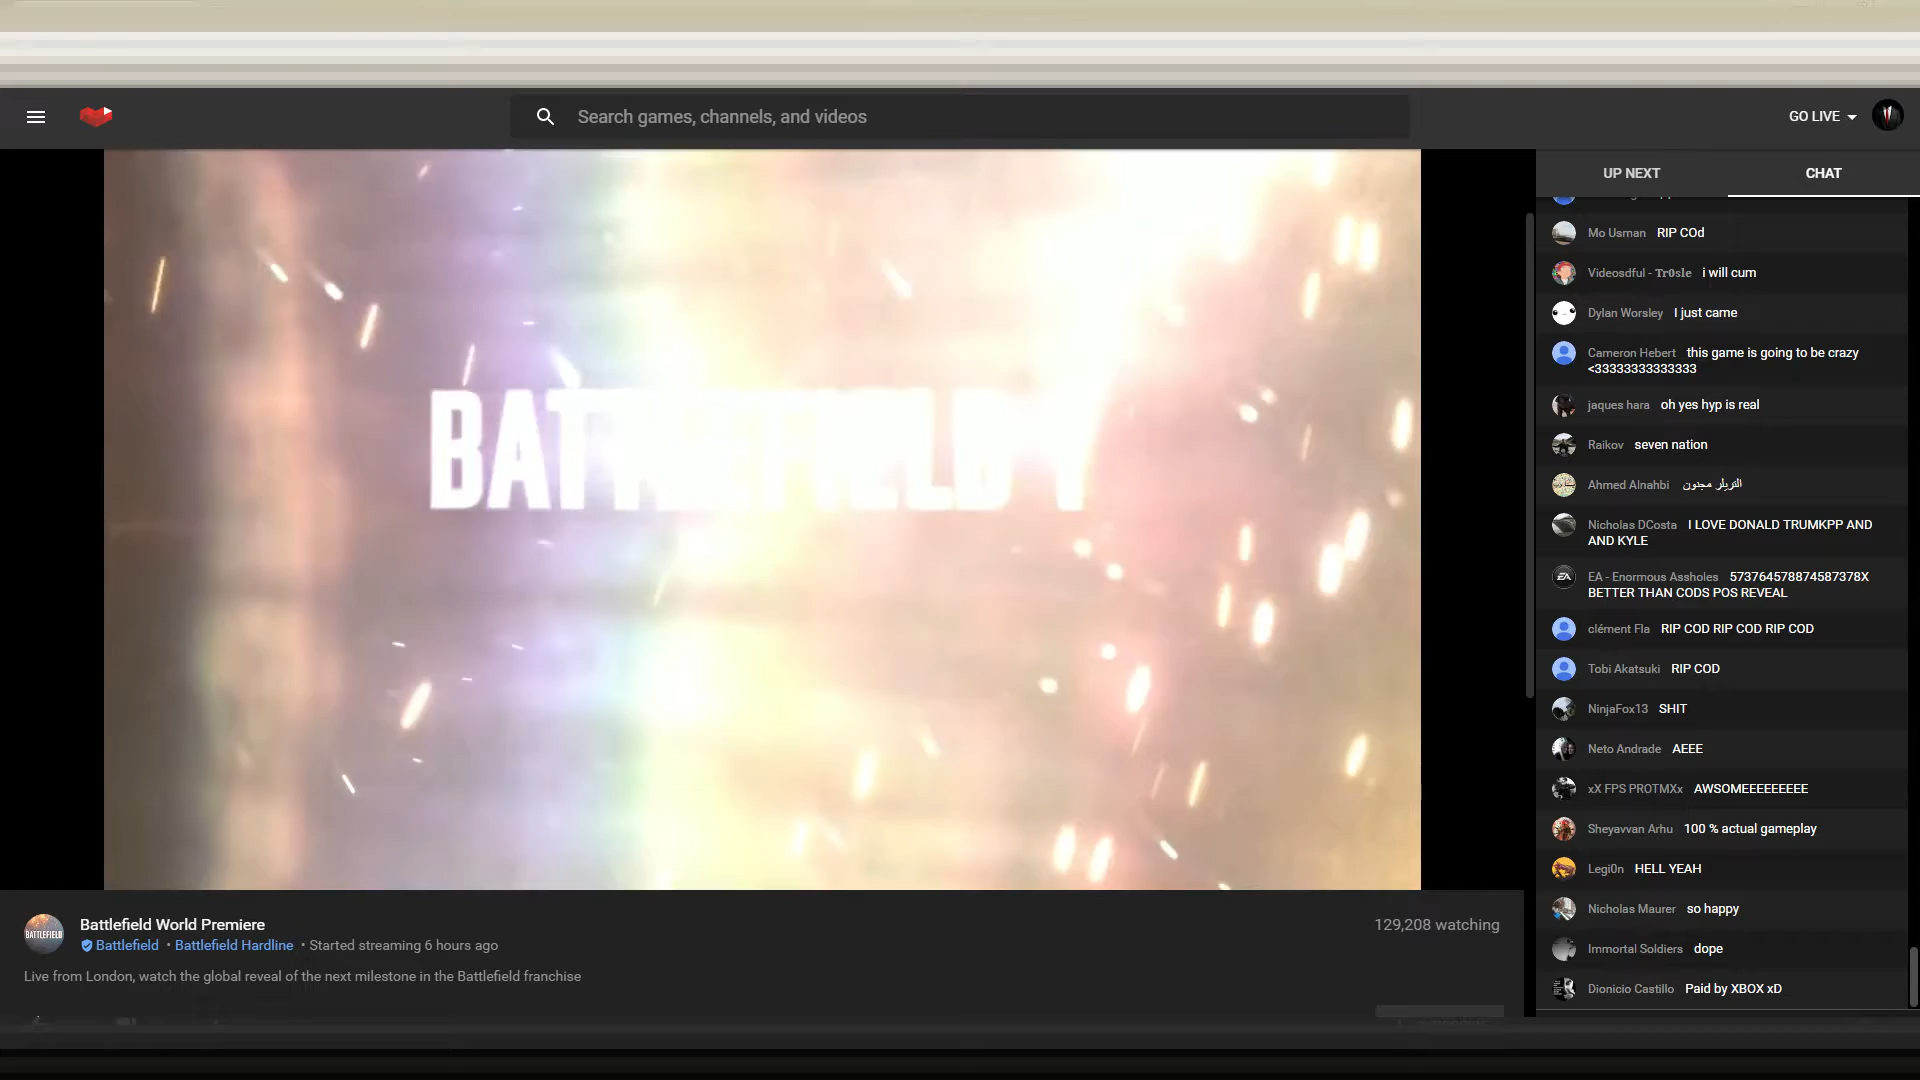 Search games, channels, and videos
GO LIVE
UP NEXT
CHAT
BATTLEFIELD 1
Mo Usman RIP COd
Videosdful - Tr0sle i will cum
Dylan Worsley I just came
Cameron Hebert this game is going to be crazy
<33333333333333
jaques hara oh yes hyp is real
Raikov seven nation
Ahmed Alnahbi التريلر مجنون
Nicholas DCosta I LOVE DONALD TRUMKPP AND
AND KYLE
EA
EA - Enormous Assholes 573764578874587378X
BETTER THAN CODS POS REVEAL
clément Fla RIP COD RIP COD RIP COD
Tobi Akatsuki RIP COD
NinjaFox13 SHIT
Neto Andrade AEEE
xX FPS PROTMXx AWSOMEEEEEEEEE
Sheyavvan Arhu 100 % actual gameplay
Legi0n HELL YEAH
Nicholas Maurer so happy
Immortal Soldiers dope
Dionicio Castillo Paid by XBOX xD
BATTLEFIELD
Battlefield World Premiere
129,208 watching
Battlefield • Battlefield Hardline • Started streaming 6 hours ago
Live from London, watch the global reveal of the next milestone in the Battlefield franchise